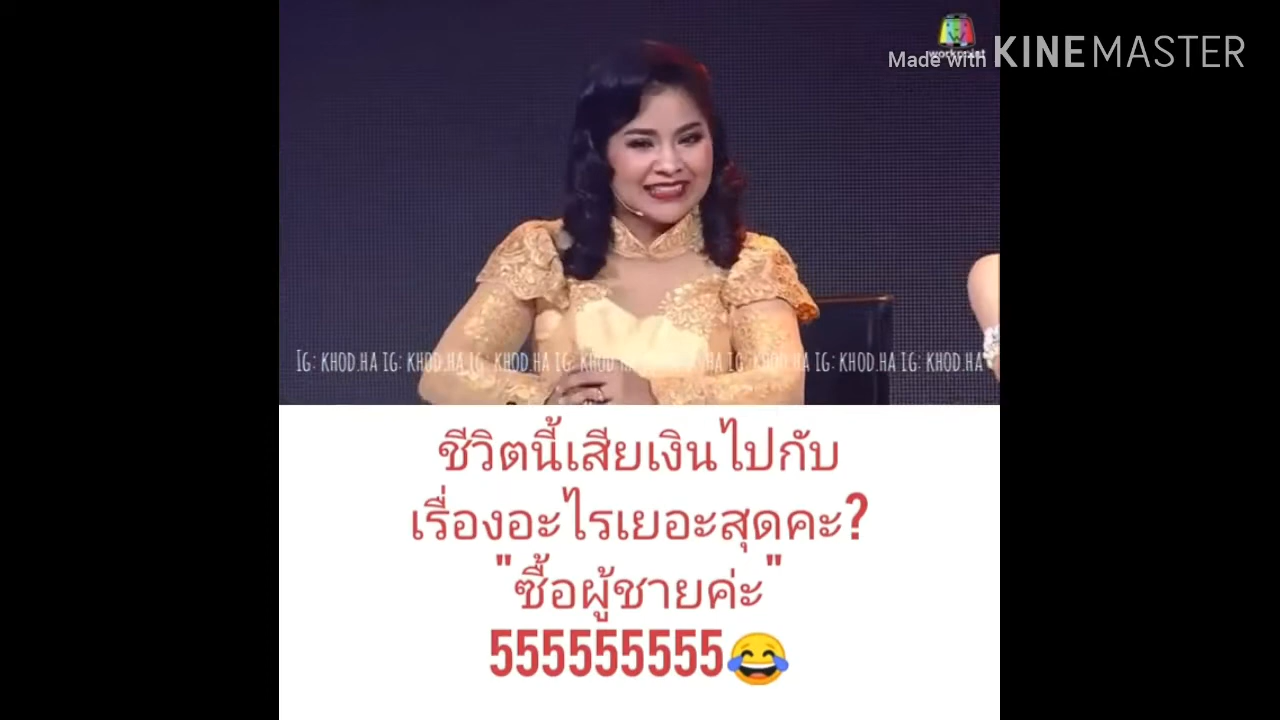 workpoint
Made with KINEMASTER
IG: KHOD.HA IG: KHOD.HA IG: KHOD.HA IG: KHOD.HA IG: KHOD.HA IG: KHOD.HA IG: KHOD.HA IG: KHOD.HA
ชีวิตนี้เสียเงินไปกับ
เรื่องอะไรเยอะสุดคะ?
"ซื้อผู้ชายค่ะ"
555555555😂